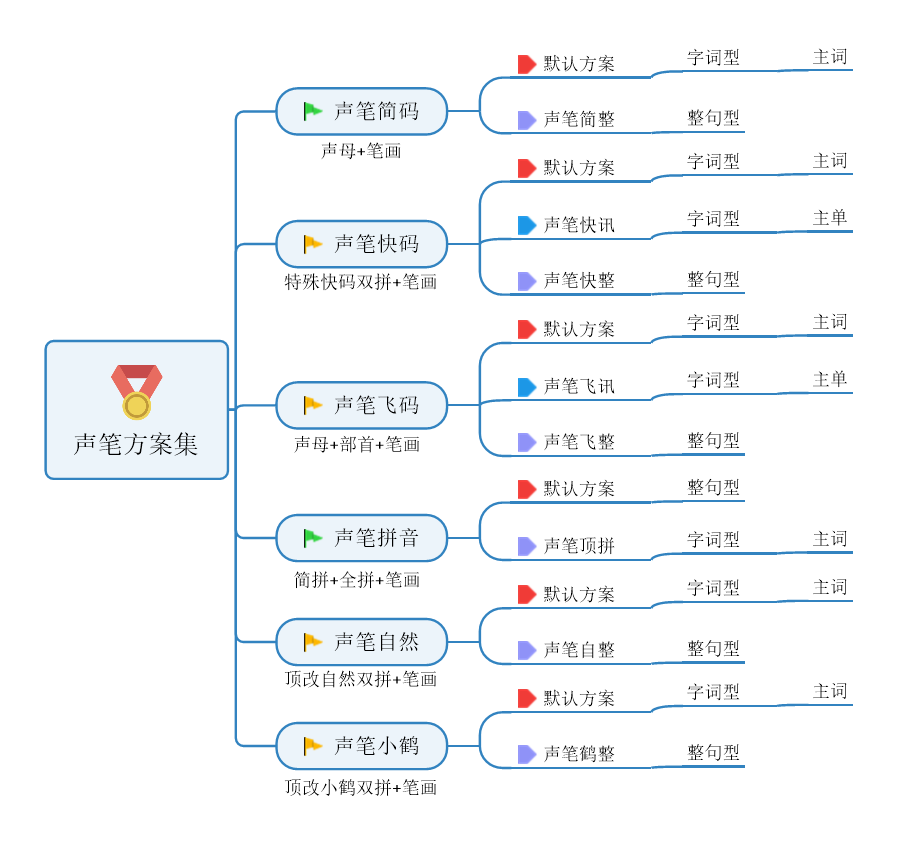 声笔方案集
声笔简码
声母+笔画
默认方案 字词型 主词
声笔简整 整句型
声笔快码
特殊快码双拼+笔画
默认方案 字词型 主词
声笔快讯 字词型 主单
声笔快整 整句型
声笔飞码
声母+部首+笔画
默认方案 字词型 主词
声笔飞讯 字词型 主单
声笔飞整 整句型
声笔拼音
简拼+全拼+笔画
默认方案 整句型
声笔顶拼 字词型 主词
声笔自然
顶改自然双拼+笔画
默认方案 字词型 主词
声笔自整 整句型
声笔小鹤
顶改小鹤双拼+笔画
默认方案 字词型 主词
声笔鹤整 整句型